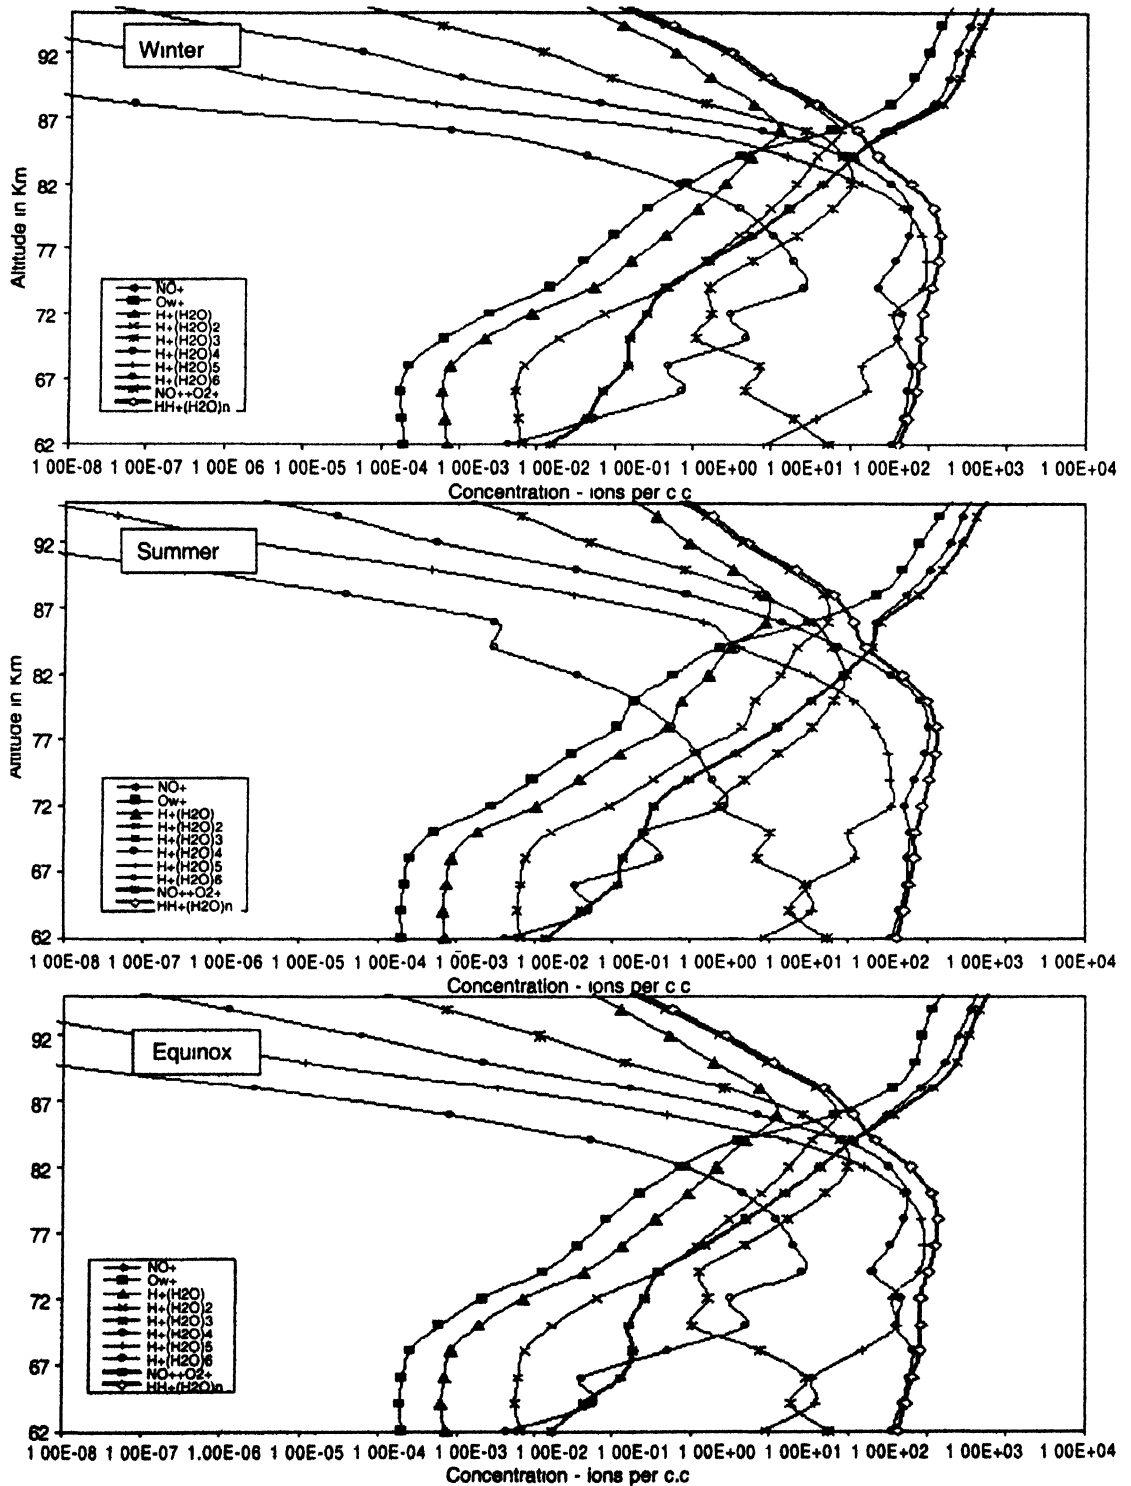 Winter
92
87
82
77
72
67
62
Altitude in Km
NO+
Ow+
H+(H2O)
H+(H2O)2
H+(H2O)3
H+(H2O)4
H+(H2O)5
H+(H2O)6
NO++O2+
HH+(H2O)n
1 00E-08 1 00E-07 1 00E-06 1 00E-05 1 00E-04 1 00E-03 1 00E-02 1 00E-01 1 00E+00 1 00E+01 1 00E+02 1 00E+03 1 00E+04
Concentration - ions per c c
Summer
92
87
82
77
72
67
62
Altitude in Km
NO+
Ow+
H+(H2O)
H+(H2O)2
H+(H2O)3
H+(H2O)4
H+(H2O)5
H+(H2O)6
NO++O2+
HH+(H2O)n
1 00E-08 1 00E-07 1 00E-06 1 00E-05 1 00E-04 1 00E-03 1 00E-02 1 00E-01 1 00E+00 1 00E+01 1 00E+02 1 00E+03 1 00E+04
Concentration - ions per c c
Equinox
92
87
82
77
72
67
62
NO+
Ow+
H+(H2O)
H+(H2O)2
H+(H2O)3
H+(H2O)4
H+(H2O)5
H+(H2O)6
NO++O2+
HH+(H2O)n
1 00E-08 1 00E-07 1.00E-06 1 00E-05 1 00E-04 1 00E-03 1 00E-02 1 00E-01 1 00E+00 1 00E+01 1 00E+02 1 00E+03 1 00E+04
Concentration - ions per c.c